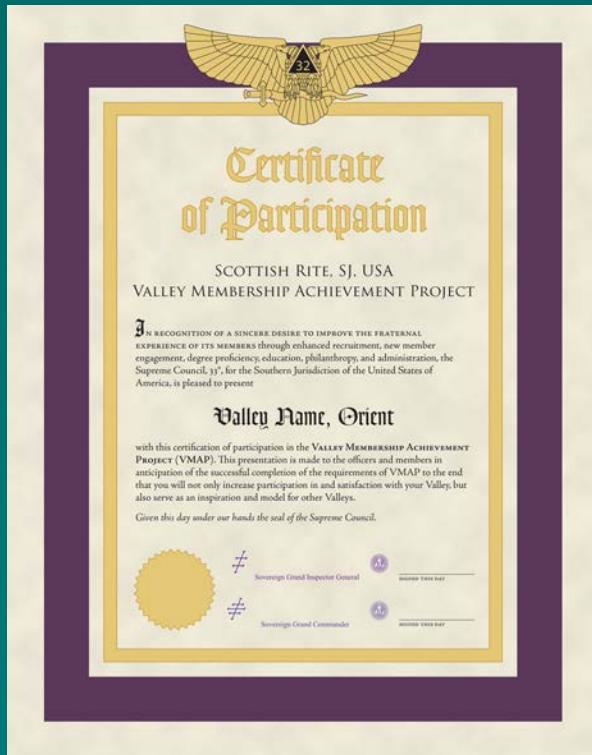 32
Certificate
of Participation
Scottish Rite, SJ, USA
Valley Membership Achievement Project
In recognition of a sincere desire to improve the fraternal
experience of its members through enhanced recruitment, new member
engagement, degree proficiency, education, philanthropy, and administration, the
Supreme Council, 33°, for the Southern Jurisdiction of the United States of
America, is pleased to present
Valley Name, Orient
with this certification of participation in the Valley Membership Achievement
Project (VMAP). This presentation is made to the officers and members in
anticipation of the successful completion of the requirements of VMAP to the end
that you will not only increase participation in and satisfaction with your Valley, but
also serve as an inspiration and model for other Valleys.
Given this day under our hands the seal of the Supreme Council.
Sovereign Grand Inspector General
SIGNED THIS DAY
Sovereign Grand Commander
SIGNED THIS DAY